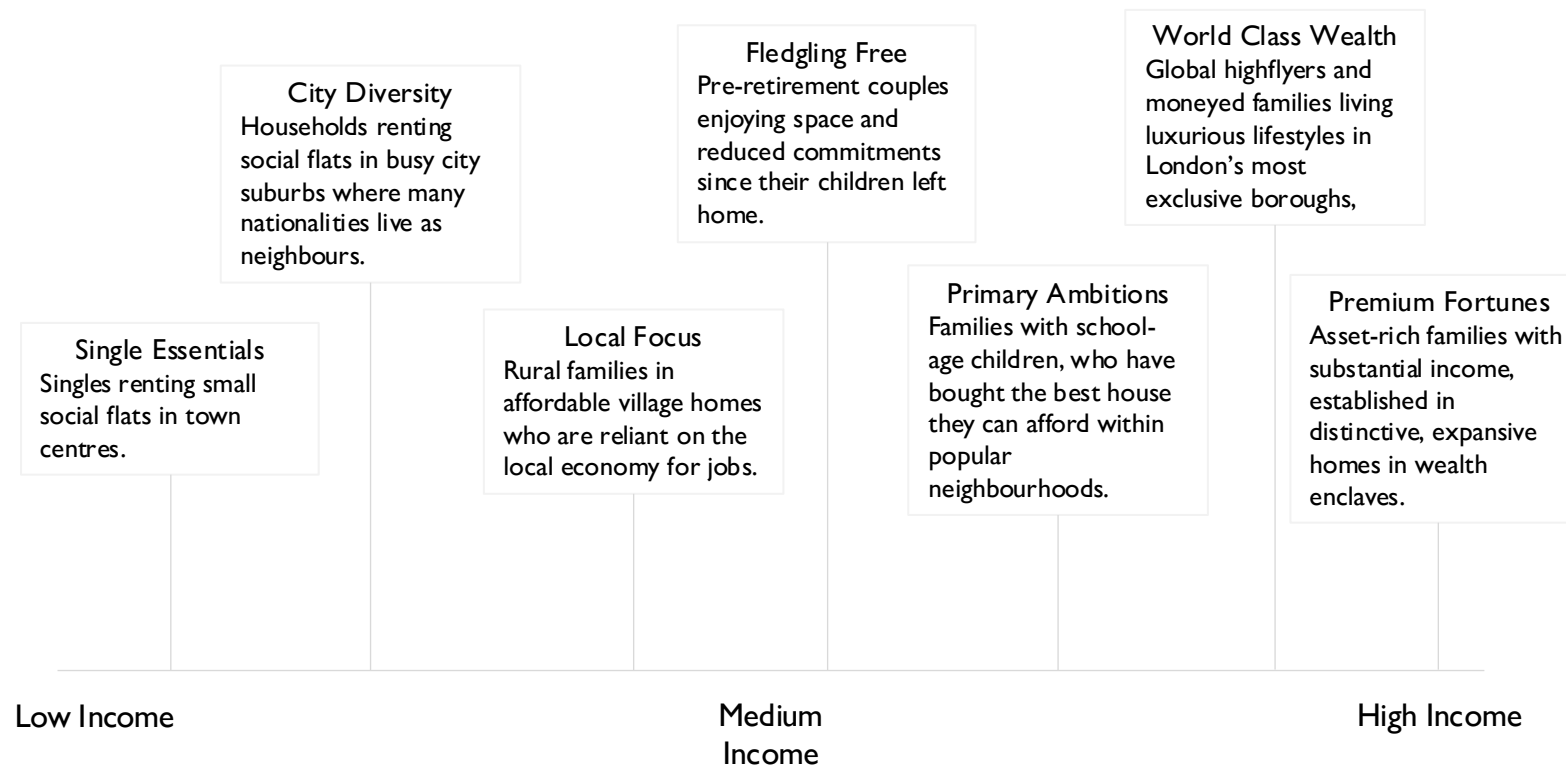 Single Essentials
Singles renting small
social flats in town
centres.
City Diversity
Households renting
social flats in busy city
suburbs where many
nationalities live as
neighbours.
Local Focus
Rural families in
affordable village homes
who are reliant on the
local economy for jobs.
Fledgling Free
Pre-retirement couples
enjoying space and
reduced commitments
since their children left
home.
Primary Ambitions
Families with school-
age children, who have
bought the best house
they can afford within
popular
neighbourhoods.
World Class Wealth
Global highflyers and
moneyed families living
luxurious lifestyles in
London’s most
exclusive boroughs,
Premium Fortunes
Asset-rich families with
substantial income,
established in
distinctive, expansive
homes in wealth
enclaves.
Low Income
Medium
Income
High Income